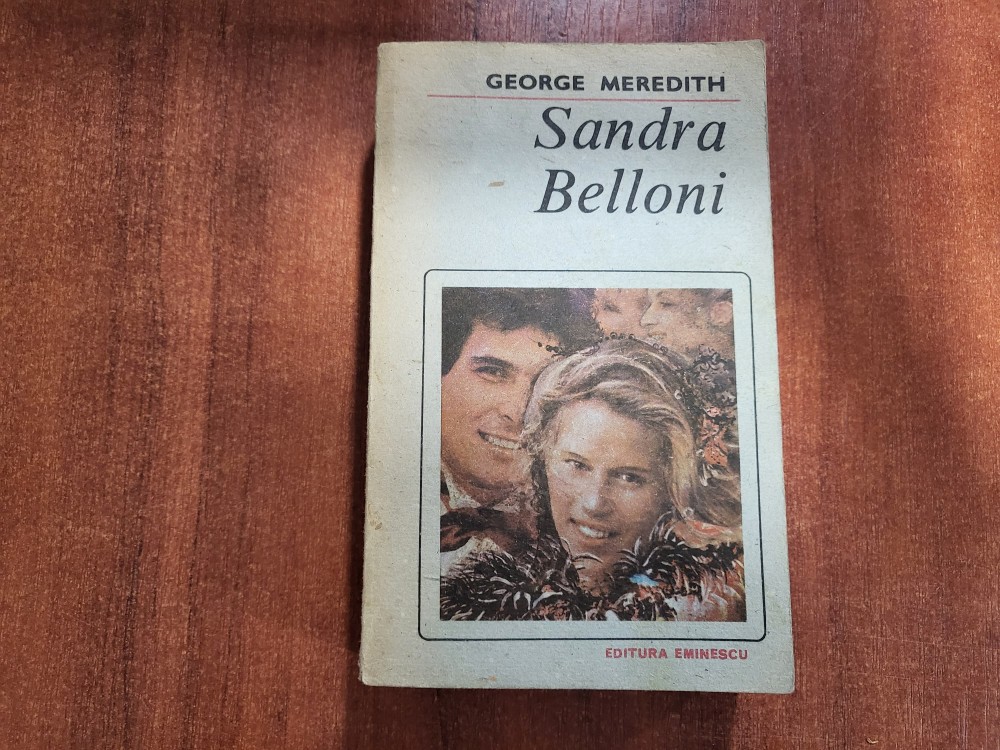 GEORGE MEREDITH
Sandra
Belloni
EDITURA EMINESCU